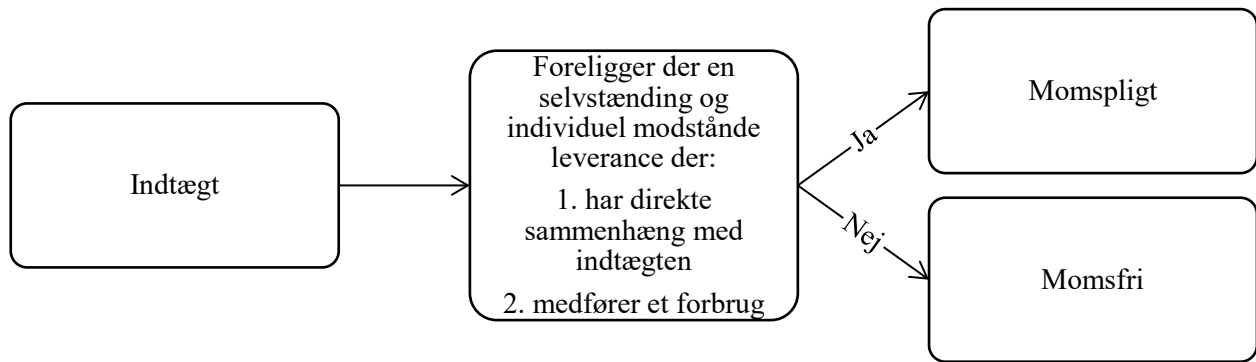 Indtægt
Foreligger der en
selvstænding og
individuel modstånde
leverance der:
1. har direkte
sammenhæng med
indtægten
2. medfører et forbrug
Ja
Nej
Momspligt
Momsfri